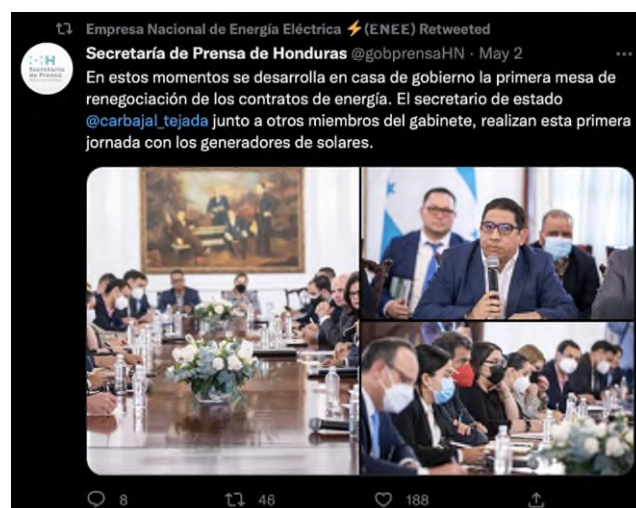 Empresa Nacional de Energía Eléctrica ⚡(ENEE) Retweeted
Secretaría de Prensa de Honduras @gobprensaHN · May 2
En estos momentos se desarrolla en casa de gobierno la primera mesa de
renegociación de los contratos de energía. El secretario de estado
@carbajal_tejada junto a otros miembros del gabinete, realizan esta primera
jornada con los generadores de solares.
8 46 188